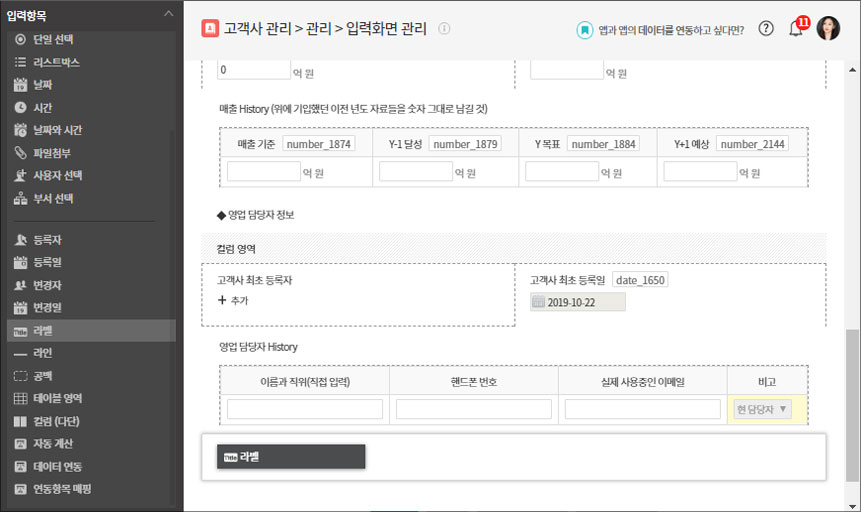 입력항목
단일 선택
리스트박스
날짜
시간
날짜와 시간
파일첨부
사용자 선택
부서 선택
등록자
등록일
변경자
변경일
Title 라벨
라인
공백
테이블 영역
컬럼 (다단)
자동 계산
데이터 연동
연동항목 매핑
고객사 관리 > 관리 > 입력화면 관리
앱과 앱의 데이터를 연동하고 싶다면?
11
0 억 원 억 원
매출 History (위에 기입했던 이전 년도 자료들을 숫자 그대로 남길 것)
매출 기준 number_1874 Y-1 달성 number_1879 Y 목표 number_1884 Y+1 예상 number_2144
억 원 억 원 억 원 억 원
◆ 영업 담당자 정보
컬럼 영역
고객사 최초 등록자 고객사 최초 등록일 date_1650
+ 추가 2019-10-22
영업 담당자 History
이름과 직위(직접 입력) 핸드폰 번호 실제 사용중인 이메일 비고
현 담당자 ▼
Title 라벨